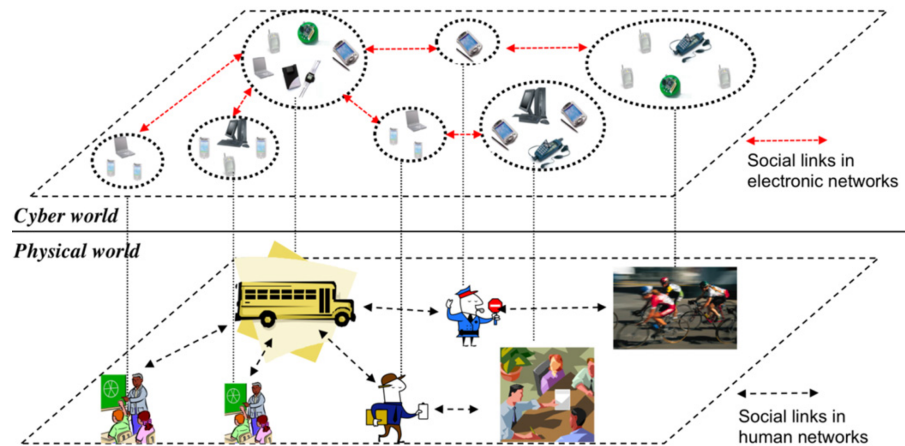 Social links in
electronic networks
Cyber world
Physical world
Social links in
human networks